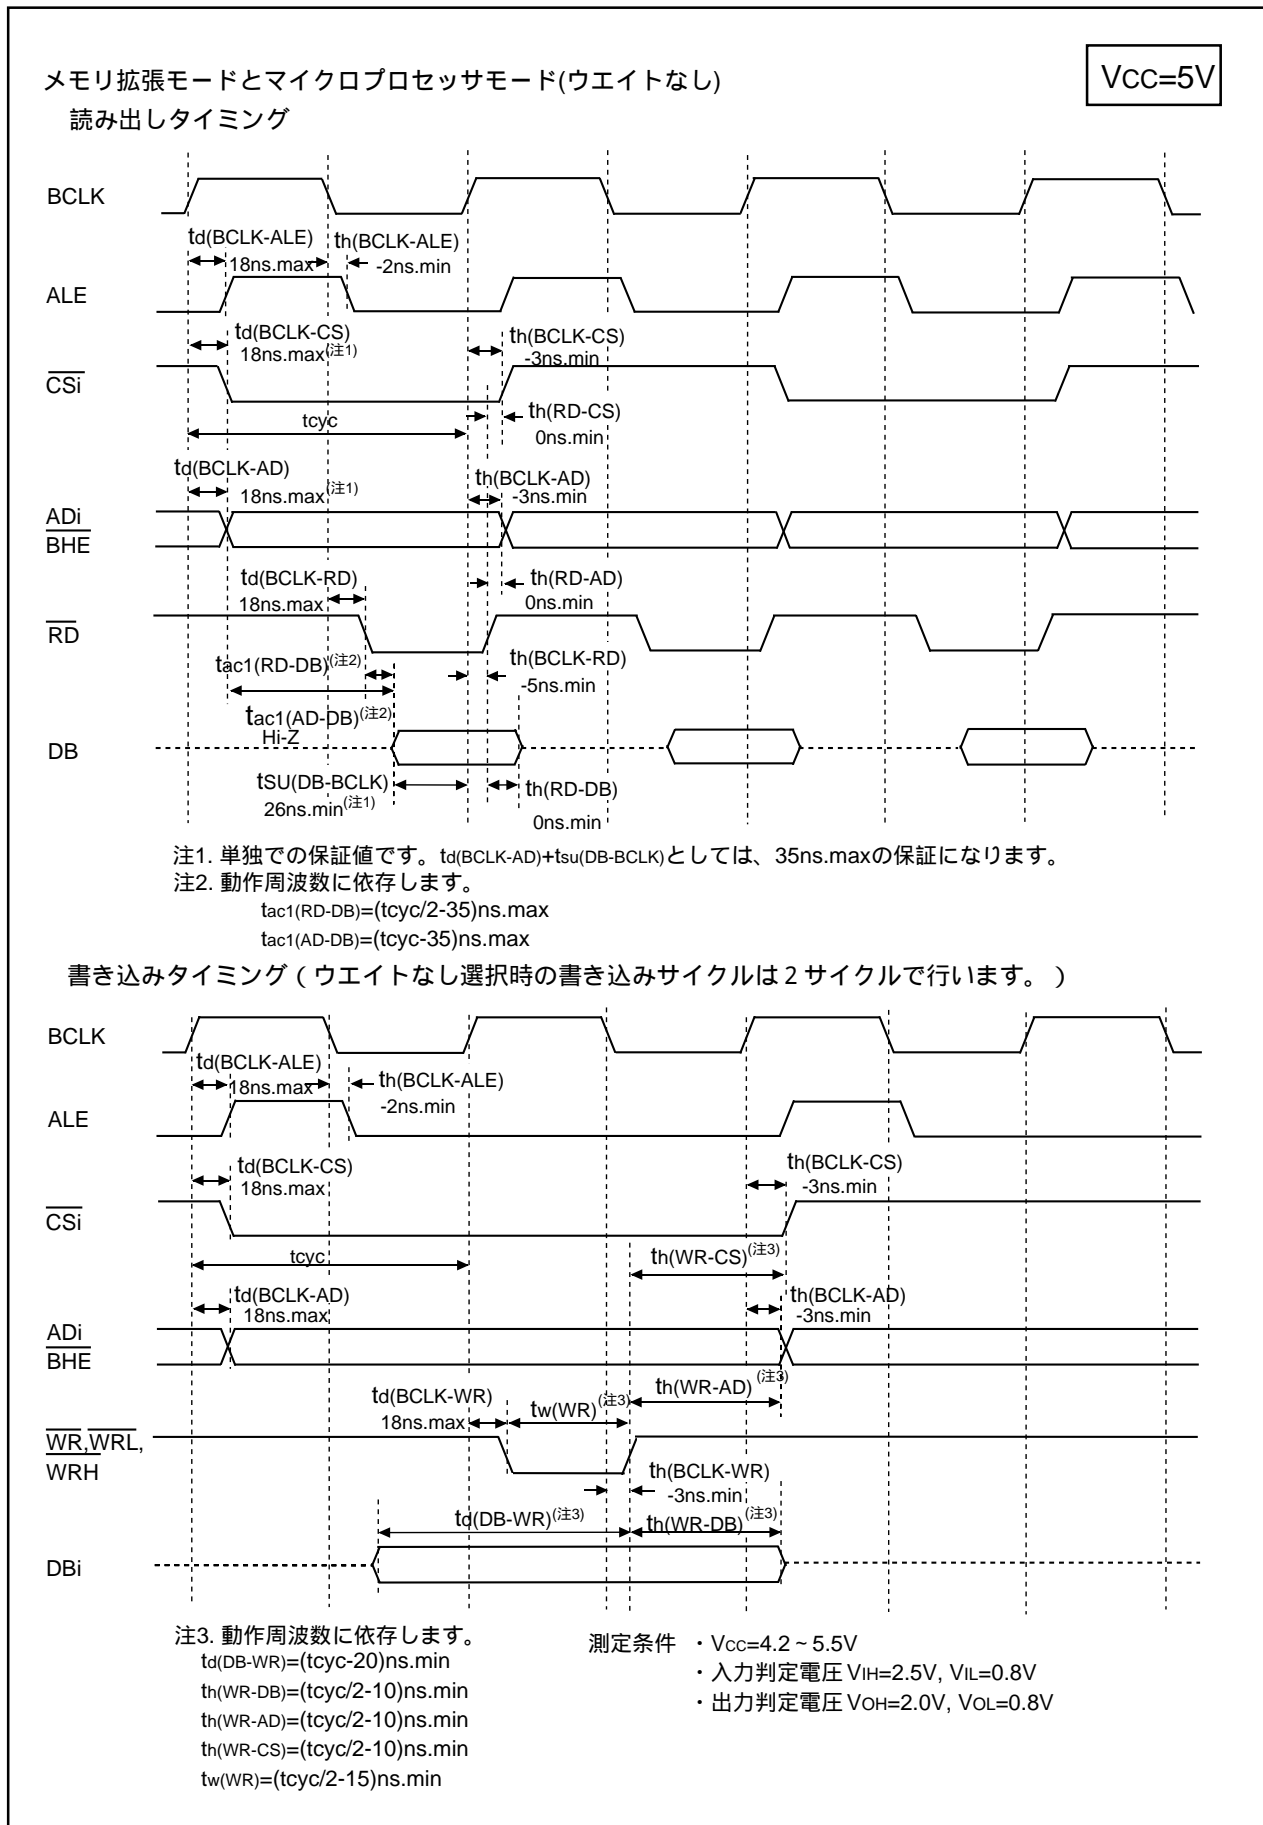 メモリ拡張モードとマイクロプロセッサモード(ウエイトなし)
VCC=5V
読み出しタイミング
BCLK
td(BCLK-ALE)
18ns.max
th(BCLK-ALE)
-2ns.min
ALE
td(BCLK-CS)
18ns.max(注1)
th(BCLK-CS)
-3ns.min
CSi
tcyc
th(RD-CS)
0ns.min
td(BCLK-AD)
18ns.max(注1)
th(BCLK-AD)
-3ns.min
ADi
BHE
td(BCLK-RD)
18ns.max
th(RD-AD)
0ns.min
RD
tac1(RD-DB)(注2)
th(BCLK-RD)
-5ns.min
tac1(AD-DB)(注2)
Hi-Z
DB
tSU(DB-BCLK)
26ns.min(注1)
th(RD-DB)
0ns.min
注1. 単独での保証値です。td(BCLK-AD)+tsu(DB-BCLK)としては、35ns.maxの保証になります。
注2. 動作周波数に依存します。
tac1(RD-DB)=(tcyc/2-35)ns.max
tac1(AD-DB)=(tcyc-35)ns.max
書き込みタイミング ( ウエイトなし選択時の書き込みサイクルは 2 サイクルで行います。 )
BCLK
td(BCLK-ALE)
18ns.max
th(BCLK-ALE)
-2ns.min
ALE
td(BCLK-CS)
18ns.max
th(BCLK-CS)
-3ns.min
CSi
tcyc
th(WR-CS)(注3)
td(BCLK-AD)
18ns.max
th(BCLK-AD)
-3ns.min
ADi
BHE
td(BCLK-WR)
18ns.max
tw(WR)(注3)
th(WR-AD)(注3)
WR,WRL,
WRH
th(BCLK-WR)
-3ns.min
td(DB-WR)(注3)
th(WR-DB)(注3)
DBi
注3. 動作周波数に依存します。
td(DB-WR)=(tcyc-20)ns.min
th(WR-DB)=(tcyc/2-10)ns.min
th(WR-AD)=(tcyc/2-10)ns.min
th(WR-CS)=(tcyc/2-10)ns.min
tw(WR)=(tcyc/2-15)ns.min
測定条件 ・VCC=4.2 ~ 5.5V
・入力判定電圧 VIH=2.5V, VIL=0.8V
・出力判定電圧 VOH=2.0V, VOL=0.8V